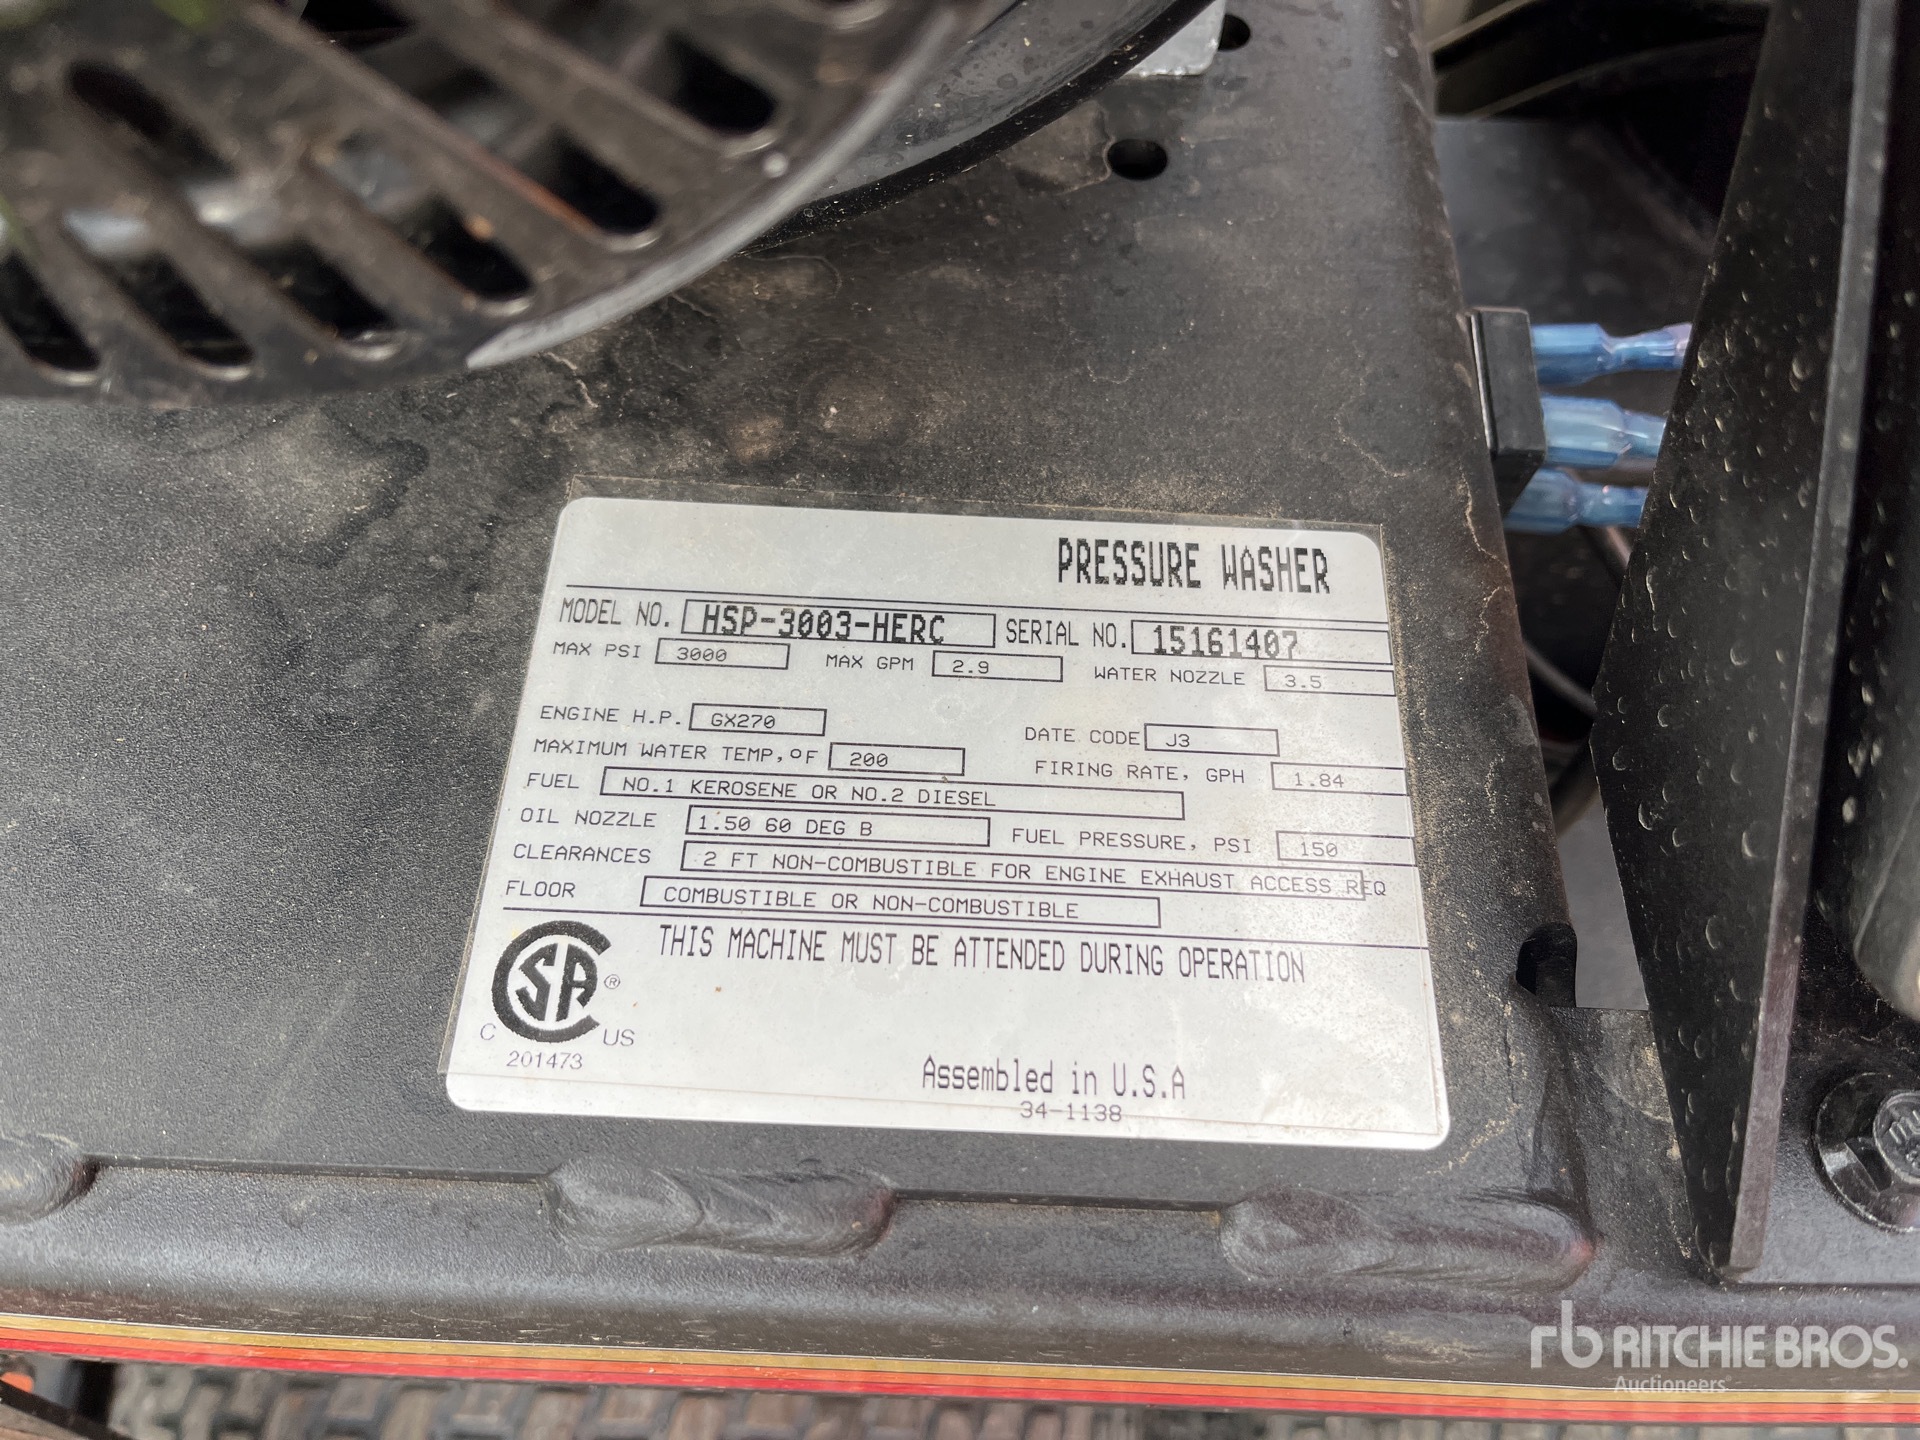 PRESSURE WASHER
MODEL NO. HSP-3003-HERC SERIAL NO. 15161407
MAX PSI 3000 MAX GPM 2.9 WATER NOZZLE 3.5
ENGINE H.P. GX270 DATE CODE J3
MAXIMUM WATER TEMP,ºF 200 FIRING RATE, GPH 1.84
FUEL NO.1 KEROSENE OR NO.2 DIESEL
OIL NOZZLE 1.50 60 DEG B FUEL PRESSURE, PSI 150
CLEARANCES 2 FT NON-COMBUSTIBLE FOR ENGINE EXHAUST ACCESS REQ
FLOOR COMBUSTIBLE OR NON-COMBUSTIBLE
THIS MACHINE MUST BE ATTENDED DURING OPERATION
CSA ®
C US
201473
Assembled in U.S.A
34-1138
rb RITCHIE BROS.
Auctioneers